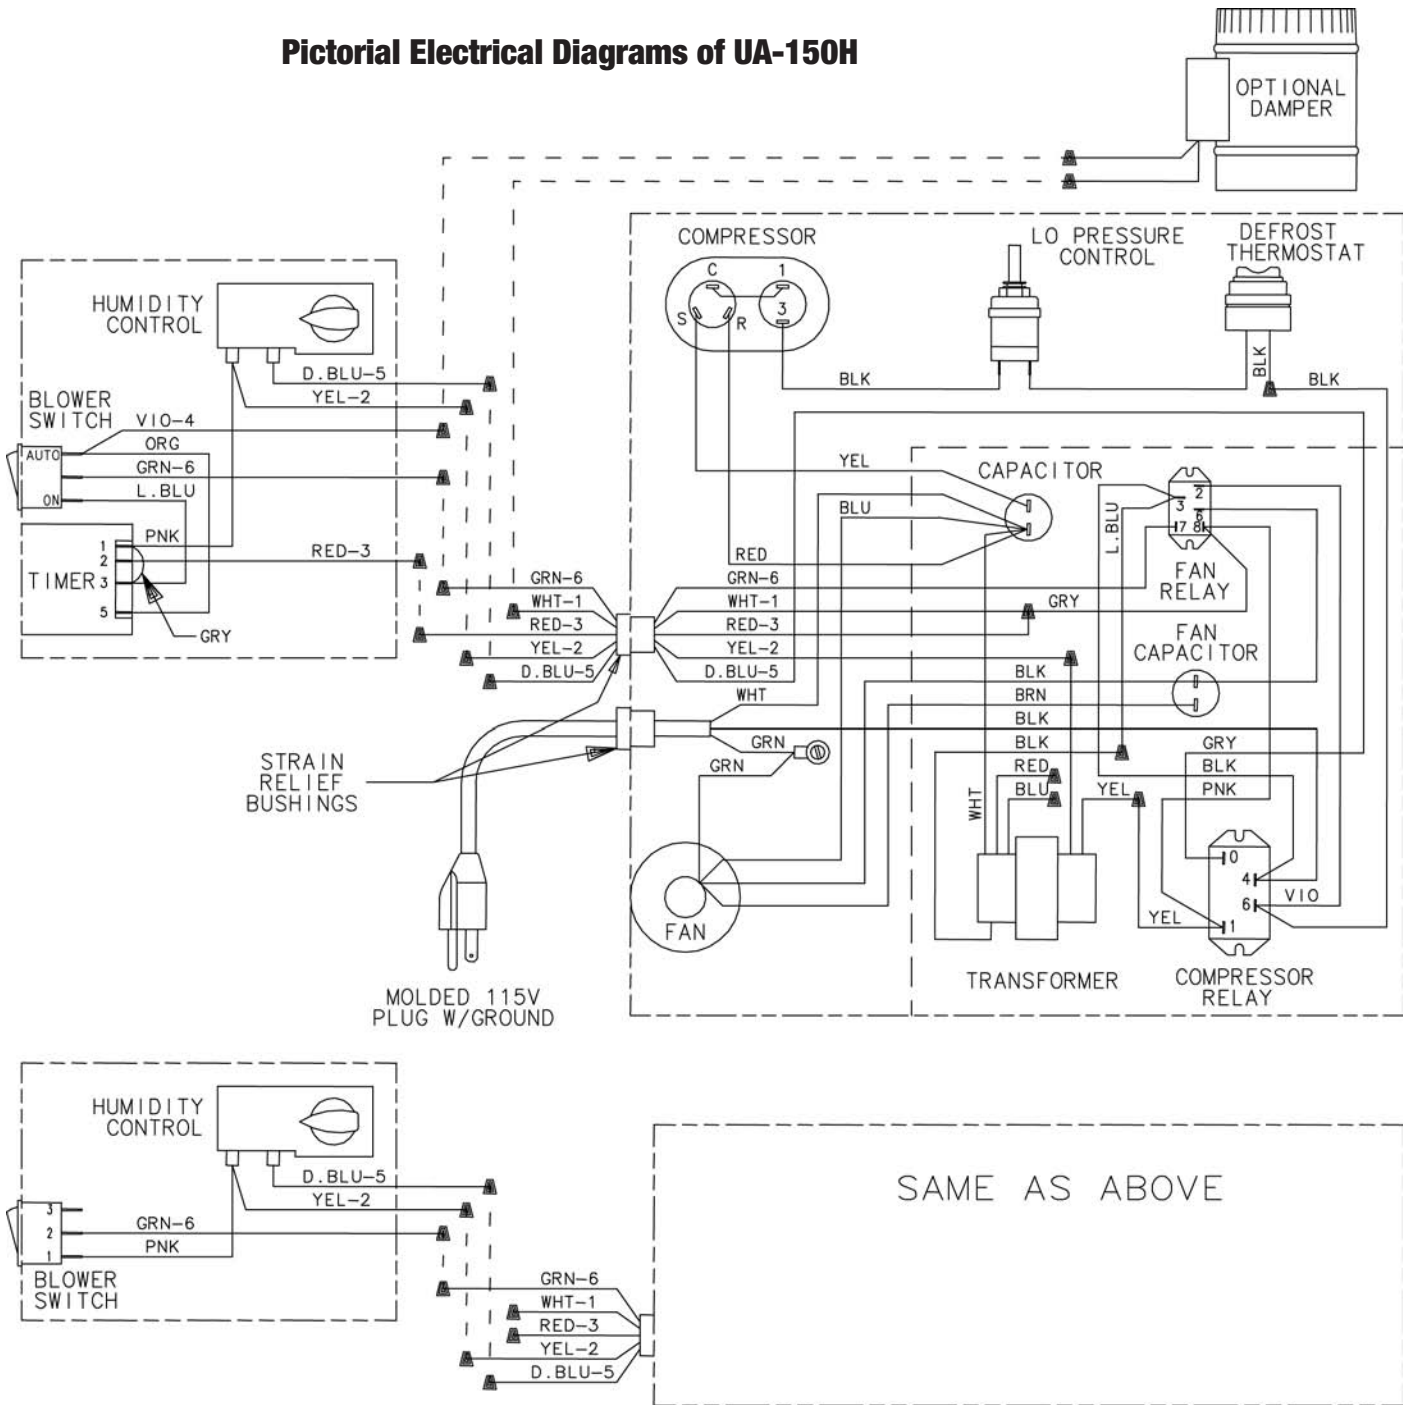 Pictorial Electrical Diagrams of UA-150H
OPTIONAL
DAMPER
COMPRESSOR
C
1
S
R
3
LO PRESSURE
CONTROL
DEFROST
THERMOSTAT
BLK
BLK
BLK
HUMIDITY
CONTROL
D.BLU-5
YEL-2
BLOWER
SWITCH
VIO-4
ORG
AUTO
GRN-6
ON
L.BLU
PNK
RED-3
TIMER
1
2
3
5
GRY
YEL
BLU
RED
CAPACITOR
L.BLU
2
3
6
7
8
FAN
RELAY
GRN-6
WHT-1
RED-3
YEL-2
D.BLU-5
GRN-6
WHT-1
RED-3
YEL-2
D.BLU-5
GRY
FAN
CAPACITOR
WHT
BLK
BRN
BLK
BLK
RED
BLU
GRN
GRN
YEL
GRY
BLK
PNK
WHT
STRAIN
RELIEF
BUSHINGS
0
4
6
1
VIO
YEL
FAN
TRANSFORMER
COMPRESSOR
RELAY
MOLDED 115V
PLUG W/GROUND
HUMIDITY
CONTROL
D.BLU-5
YEL-2
3
2
1
GRN-6
PNK
BLOWER
SWITCH
GRN-6
WHT-1
RED-3
YEL-2
D.BLU-5
SAME AS ABOVE